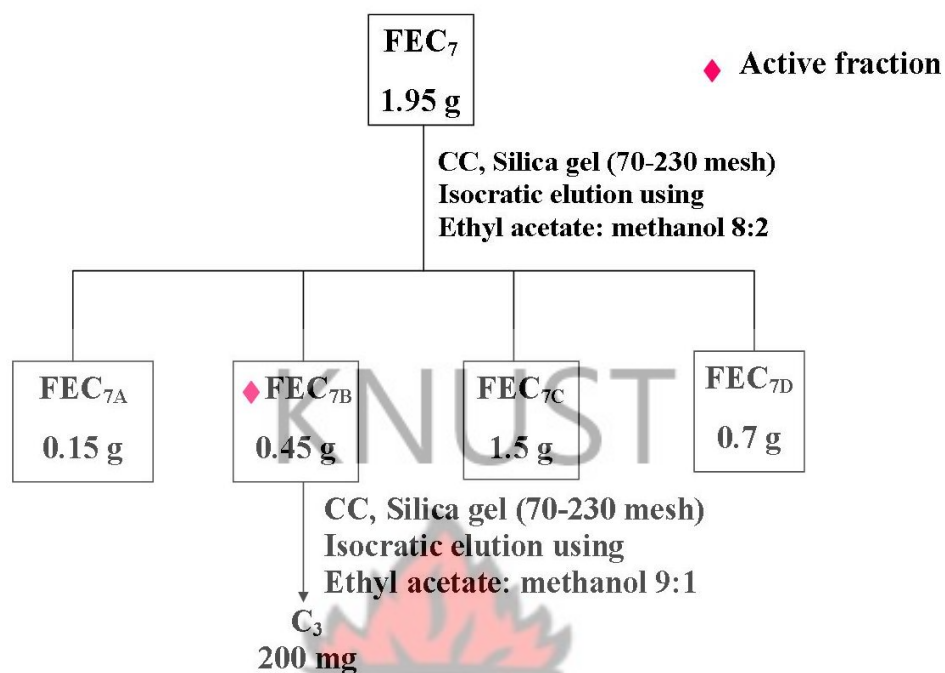 FEC₇
1.95 g
♦ Active fraction
CC, Silica gel (70-230 mesh)
Isocratic elution using
Ethyl acetate: methanol 8:2
FEC₇A
0.15 g
♦ FEC₇B
0.45 g
FEC₇C
1.5 g
FEC₇D
0.7 g
KNUST
CC, Silica gel (70-230 mesh)
Isocratic elution using
Ethyl acetate: methanol 9:1
C₃
200 mg